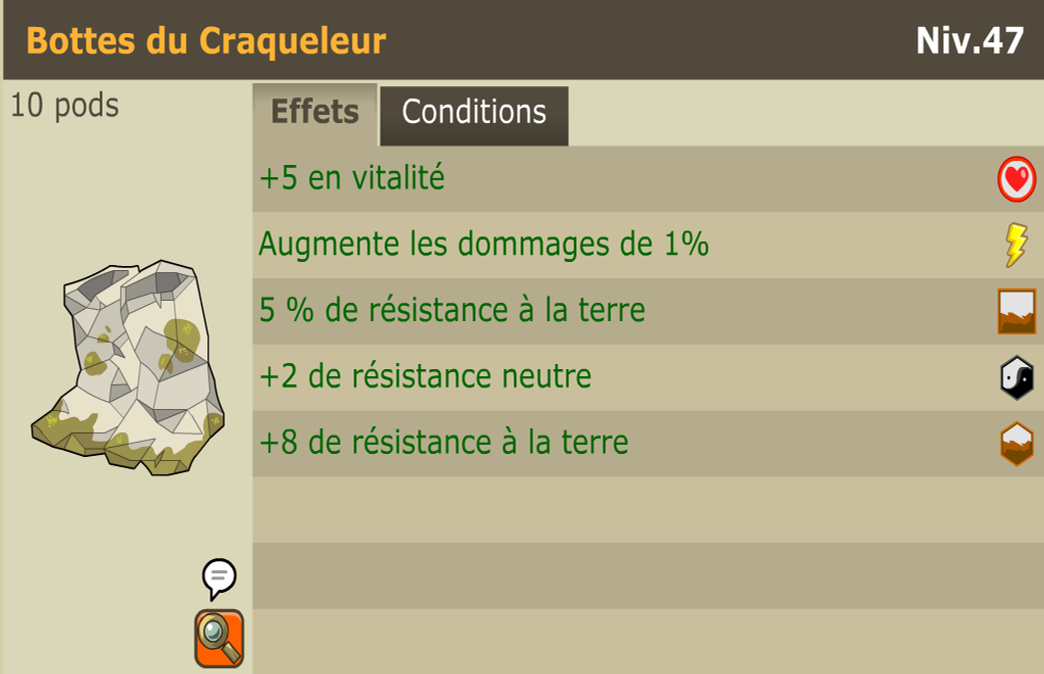 Bottes du Craqueleur
Niv.47
10 pods
Effets
Conditions
+5 en vitalité
Augmente les dommages de 1%
5 % de résistance à la terre
+2 de résistance neutre
+8 de résistance à la terre